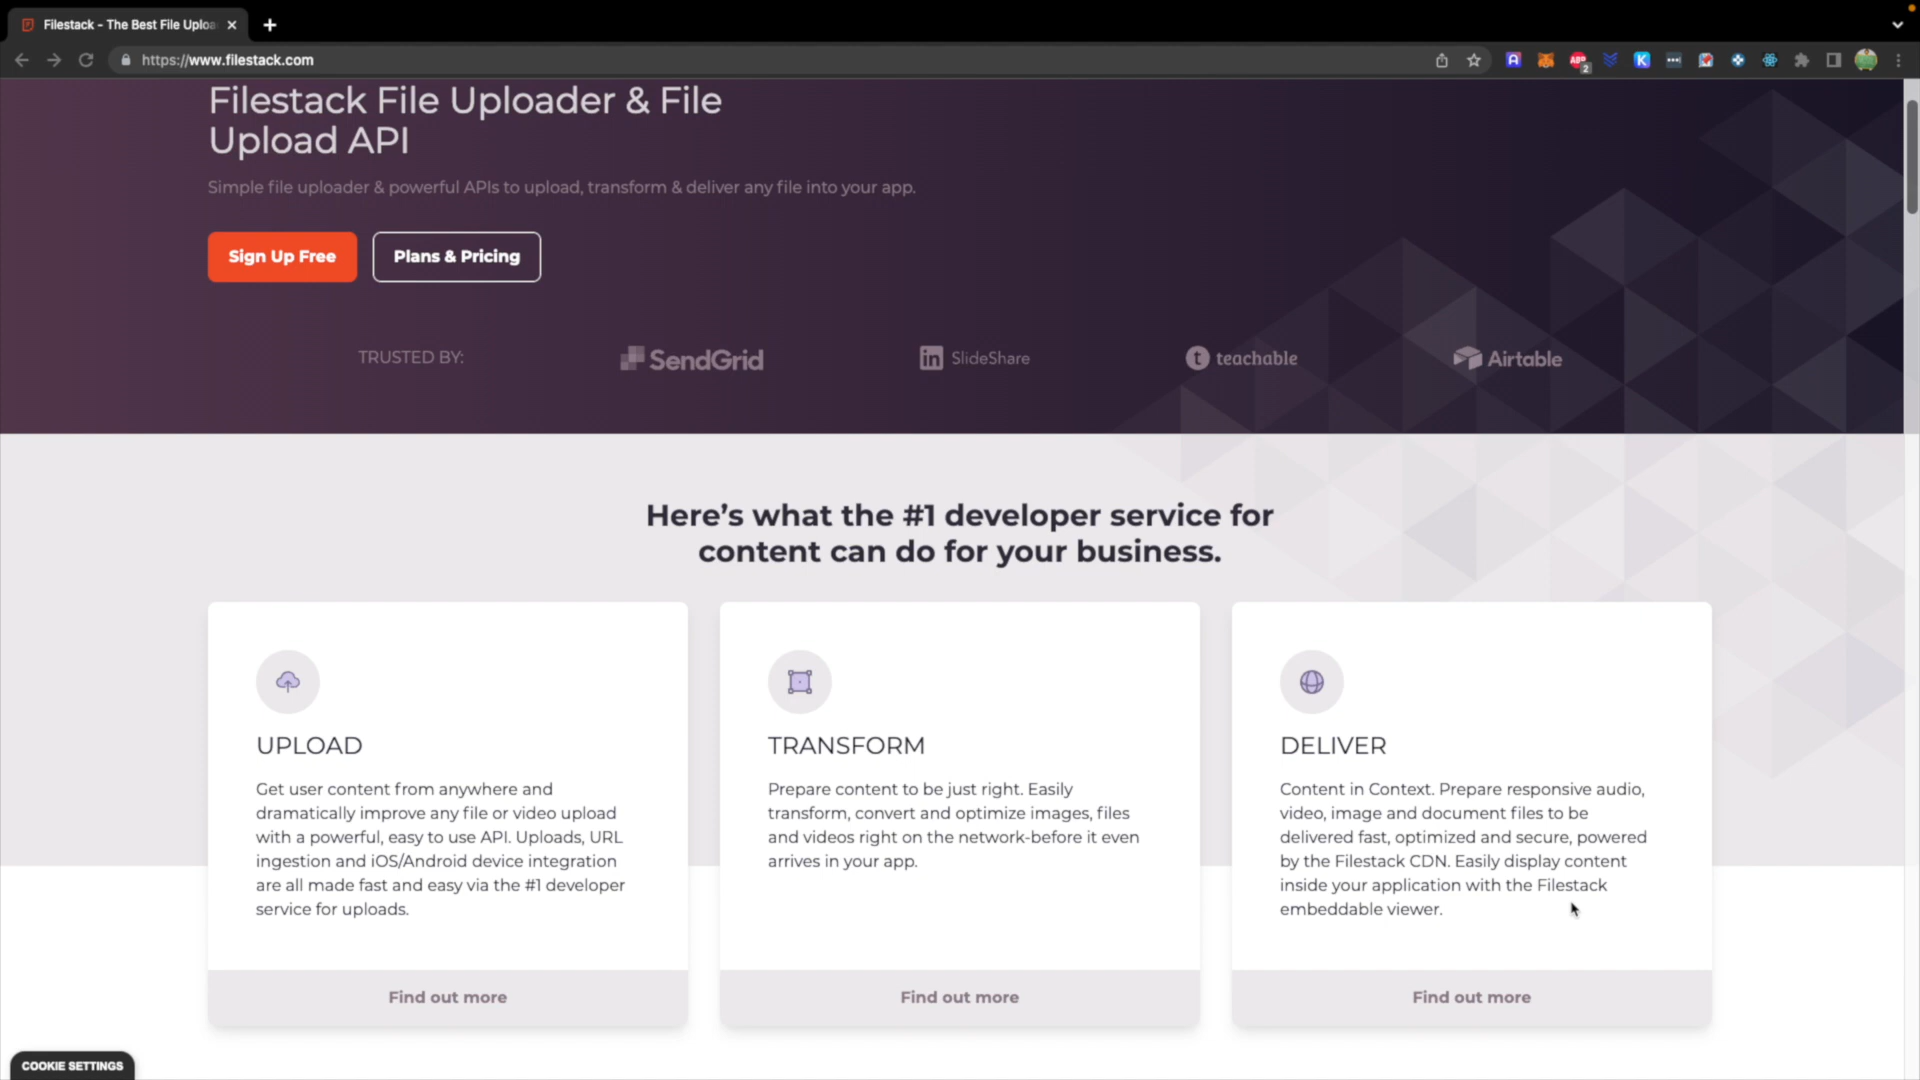 Filestack - The Best File Uploa
https://www.filestack.com
ADP
2
K
Filestack File Uploader & File
Upload API
Simple file uploader & powerful APIs to upload, transform & deliver any file into your app.
Sign Up Free
Plans & Pricing
TRUSTED BY:
SendGrid
in SlideShare
t teachable
Airtable
Here’s what the #1 developer service for
content can do for your business.
UPLOAD
Get user content from anywhere and
dramatically improve any file or video upload
with a powerful, easy to use API. Uploads, URL
ingestion and iOS/Android device integration
are all made fast and easy via the #1 developer
service for uploads.
Find out more
TRANSFORM
Prepare content to be just right. Easily
transform, convert and optimize images, files
and videos right on the network-before it even
arrives in your app.
Find out more
DELIVER
Content in Context. Prepare responsive audio,
video, image and document files to be
delivered fast, optimized and secure, powered
by the Filestack CDN. Easily display content
inside your application with the Filestack
embeddable viewer.
Find out more
COOKIE SETTINGS